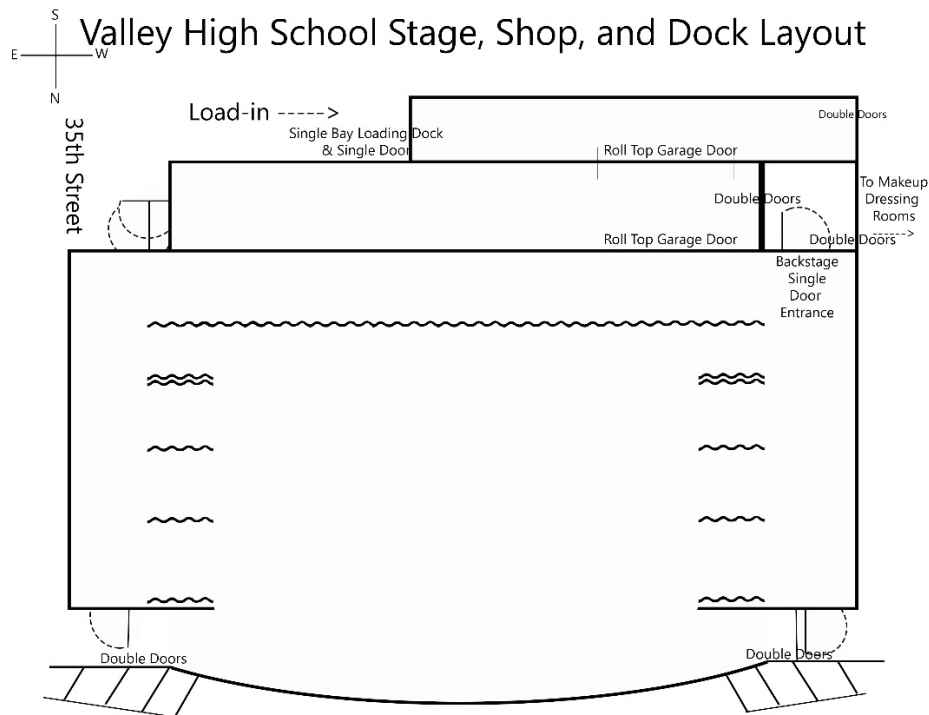 S
Valley High School Stage, Shop, and Dock Layout
E
W
N
35th Street
Load-in ----->
Single Bay Loading Dock
& Single Door
Double Doors
Roll Top Garage Door
To Makeup
Dressing
Rooms
----->
Double Doors
Roll Top Garage Door
Double Doors
Backstage
Single
Door
Entrance
Double Doors
Double Doors